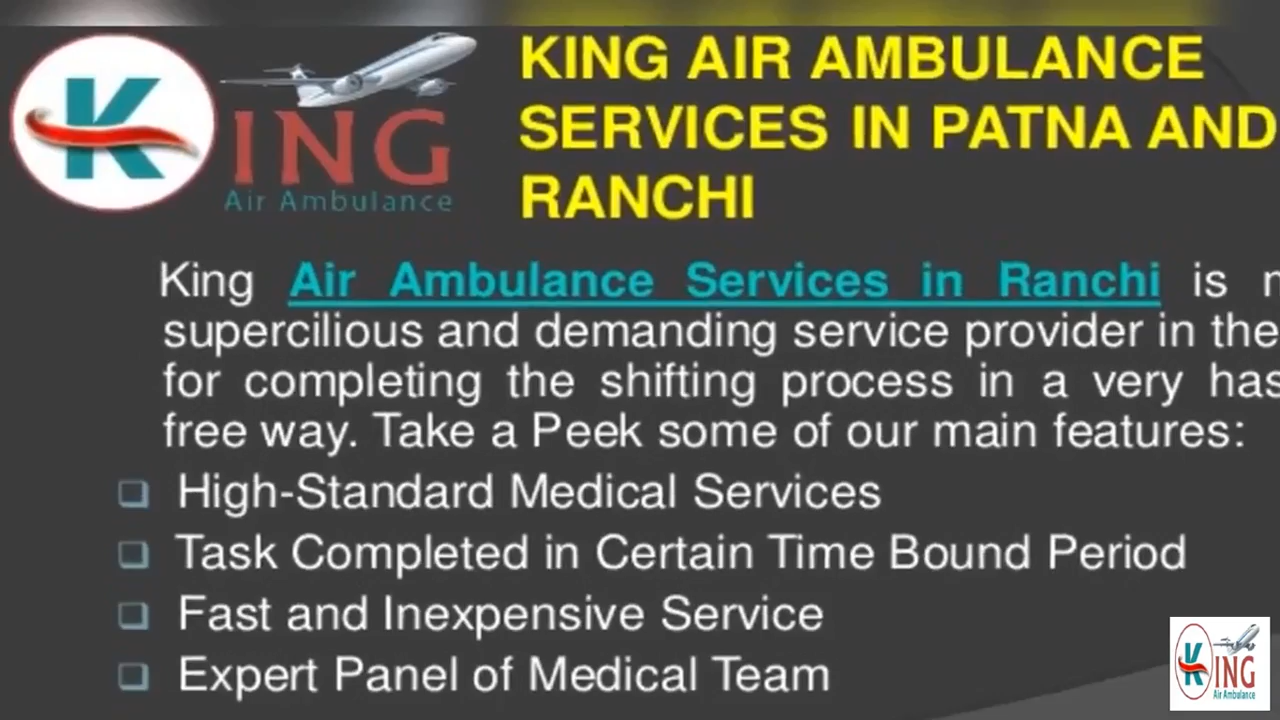 KING
Air Ambulance
KING AIR AMBULANCE
SERVICES IN PATNA AND
RANCHI
King Air Ambulance Services in Ranchi is
supercilious and demanding service provider in the
for completing the shifting process in a very
free way. Take a Peek some of our main features:
High-Standard Medical Services
Task Completed in Certain Time Bound Period
Fast and Inexpensive Service
Expert Panel of Medical Team
KING
Air Ambulance